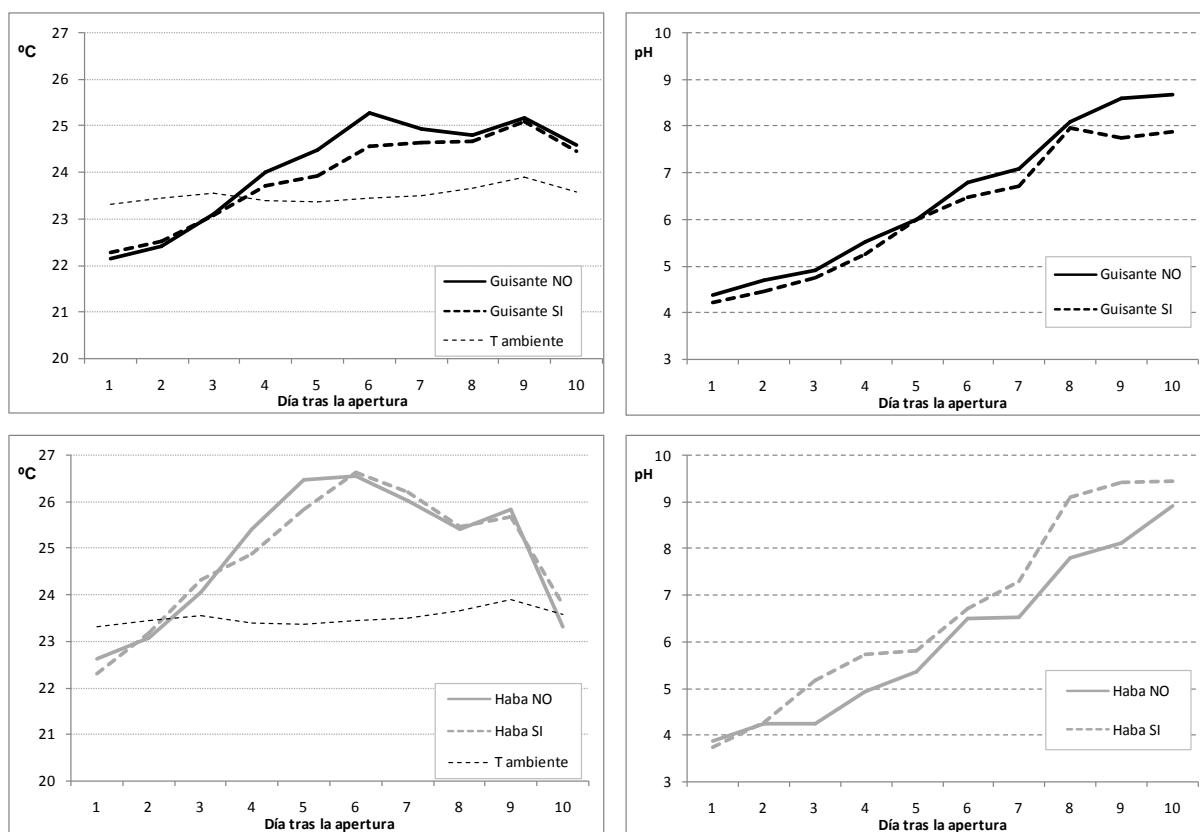 ºC
27
26
25
24
23
22
21
20
Guisante NO
Guisante SI
T ambiente
1 2 3 4 5 6 7 8 9 10
Día tras la apertura
pH
10
9
8
7
6
5
4
3
Guisante NO
Guisante SI
1 2 3 4 5 6 7 8 9 10
Día tras la apertura
ºC
27
26
25
24
23
22
21
20
Haba NO
Haba SI
T ambiente
1 2 3 4 5 6 7 8 9 10
Día tras la apertura
pH
10
9
8
7
6
5
4
3
Haba NO
Haba SI
1 2 3 4 5 6 7 8 9 10
Día tras la apertura